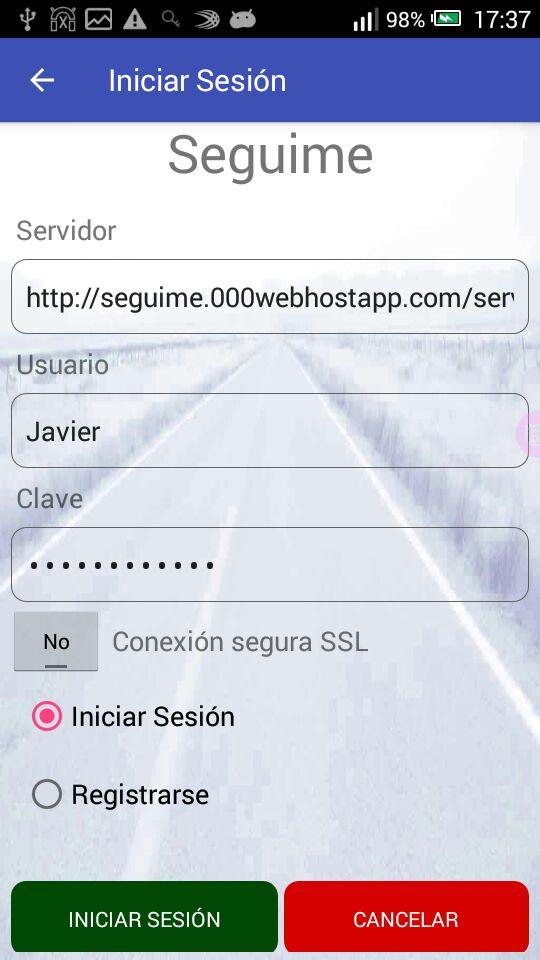 98% 17:37
Iniciar Sesión
Seguime
Servidor
http://seguime.000webhostapp.com/ser
Usuario
Javier
Clave
No Conexión segura SSL
Iniciar Sesión
Registrarse
INICIAR SESIÓN CANCELAR